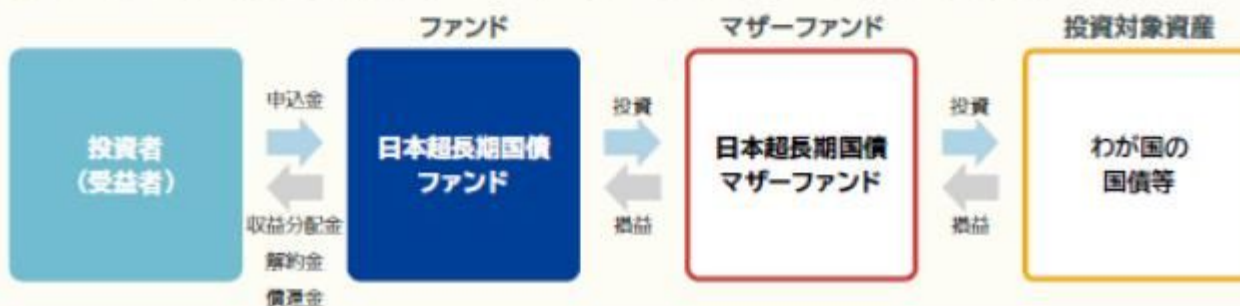 ファンド
マザーファンド
投資対象資産
投資者
（受益者）
申込金
収益分配金
解約金
償還金
日本超長期国債
ファンド
投資
損益
日本超長期国債
マザーファンド
投資
損益
わが国の
国債等